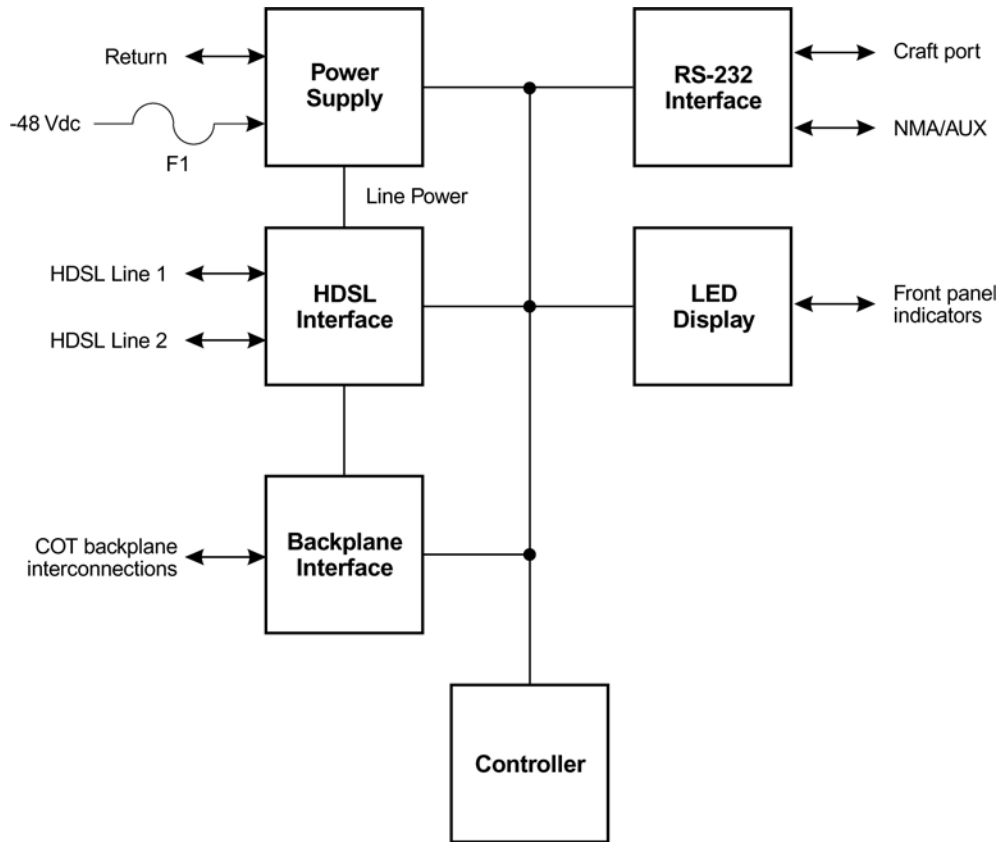 Return
Power
Supply
RS-232
Interface
Craft port
-48 Vdc
F1
NMA/AUX
Line Power
HDSL Line 1
HDSL
Interface
LED
Display
Front panel
indicators
HDSL Line 2
COT backplane
interconnections
Backplane
Interface
Controller